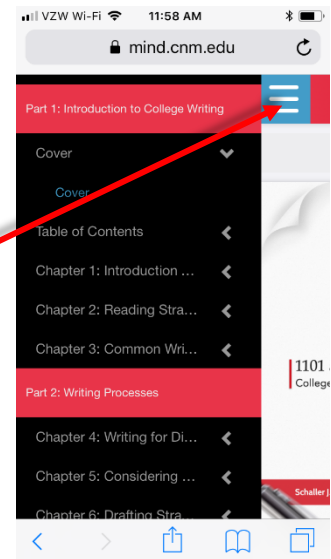 VZW Wi-Fi 11:58 AM
mind.cnm.edu
Part 1: Introduction to College Writing
Cover
Cover
Table of Contents
Chapter 1: Introduction ...
Chapter 2: Reading Stra...
Chapter 3: Common Wri...
1101
College
Part 2: Writing Processes
Chapter 4: Writing for Di...
Chapter 5: Considering ...
Schaller J
Chapter 6: Drafting Stra...